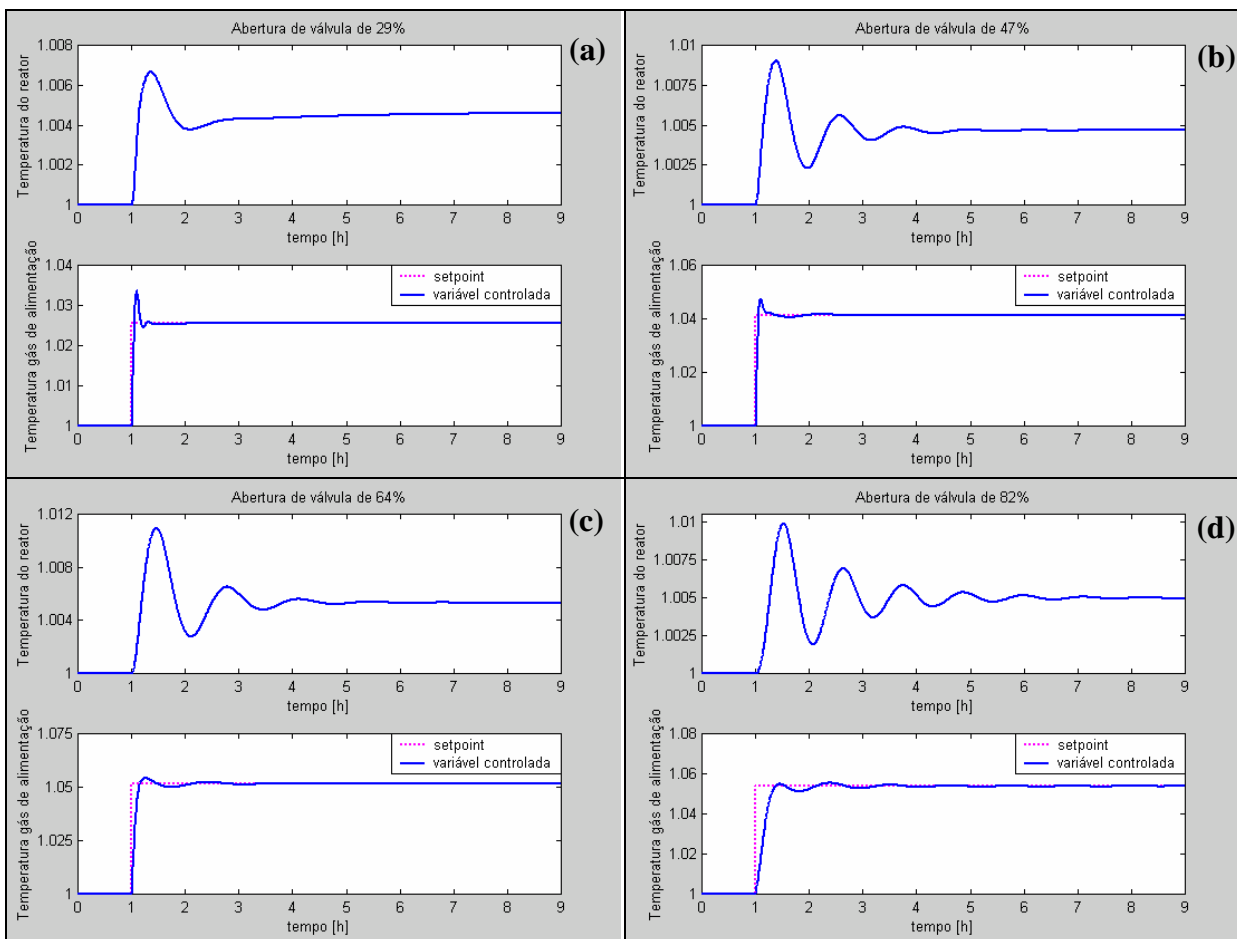 Abertura de válvula de 29%
(a)
Temperatura do reator
1.008
1.006
1.004
1.002
1
0 1 2 3 4 5 6 7 8 9
tempo [h]
Temperatura gás de alimentação
1.04
1.03
1.02
1.01
1
setpoint
variável controlada
0 1 2 3 4 5 6 7 8 9
tempo [h]
Abertura de válvula de 47%
(b)
Temperatura do reator
1.01
1.0075
1.005
1.0025
1
0 1 2 3 4 5 6 7 8 9
tempo [h]
Temperatura gás de alimentação
1.06
1.04
1.02
1
setpoint
variável controlada
0 1 2 3 4 5 6 7 8 9
tempo [h]
Abertura de válvula de 64%
(c)
Temperatura do reator
1.012
1.008
1.004
1
0 1 2 3 4 5 6 7 8 9
tempo [h]
Temperatura gás de alimentação
1.075
1.05
1.025
1
setpoint
variável controlada
0 1 2 3 4 5 6 7 8 9
tempo [h]
Abertura de válvula de 82%
(d)
Temperatura do reator
1.01
1.0075
1.005
1.0025
1
0 1 2 3 4 5 6 7 8 9
tempo [h]
Temperatura gás de alimentação
1.08
1.06
1.04
1.02
1
setpoint
variável controlada
0 1 2 3 4 5 6 7 8 9
tempo [h]